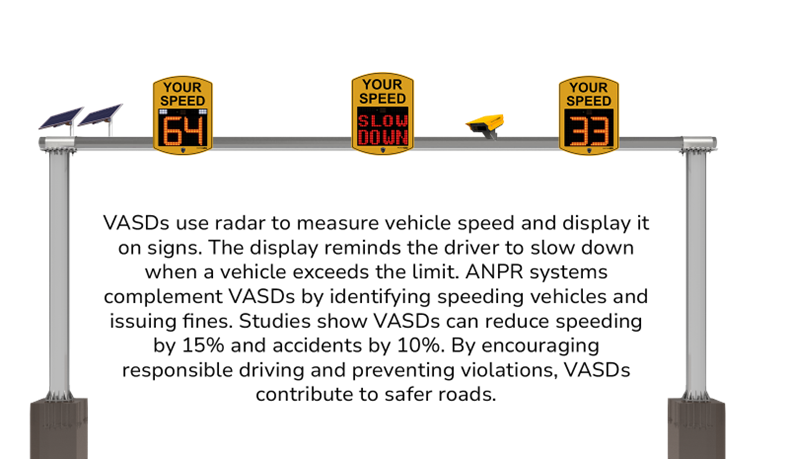 YOUR
SPEED
64
YOUR
SPEED
SLOW
DOWN
YOUR
SPEED
33
VASDs use radar to measure vehicle speed and display it
on signs. The display reminds the driver to slow down
when a vehicle exceeds the limit. ANPR systems
complement VASDs by identifying speeding vehicles and
issuing fines. Studies show VASDs can reduce speeding
by 15% and accidents by 10%. By encouraging
responsible driving and preventing violations, VASDs
contribute to safer roads.